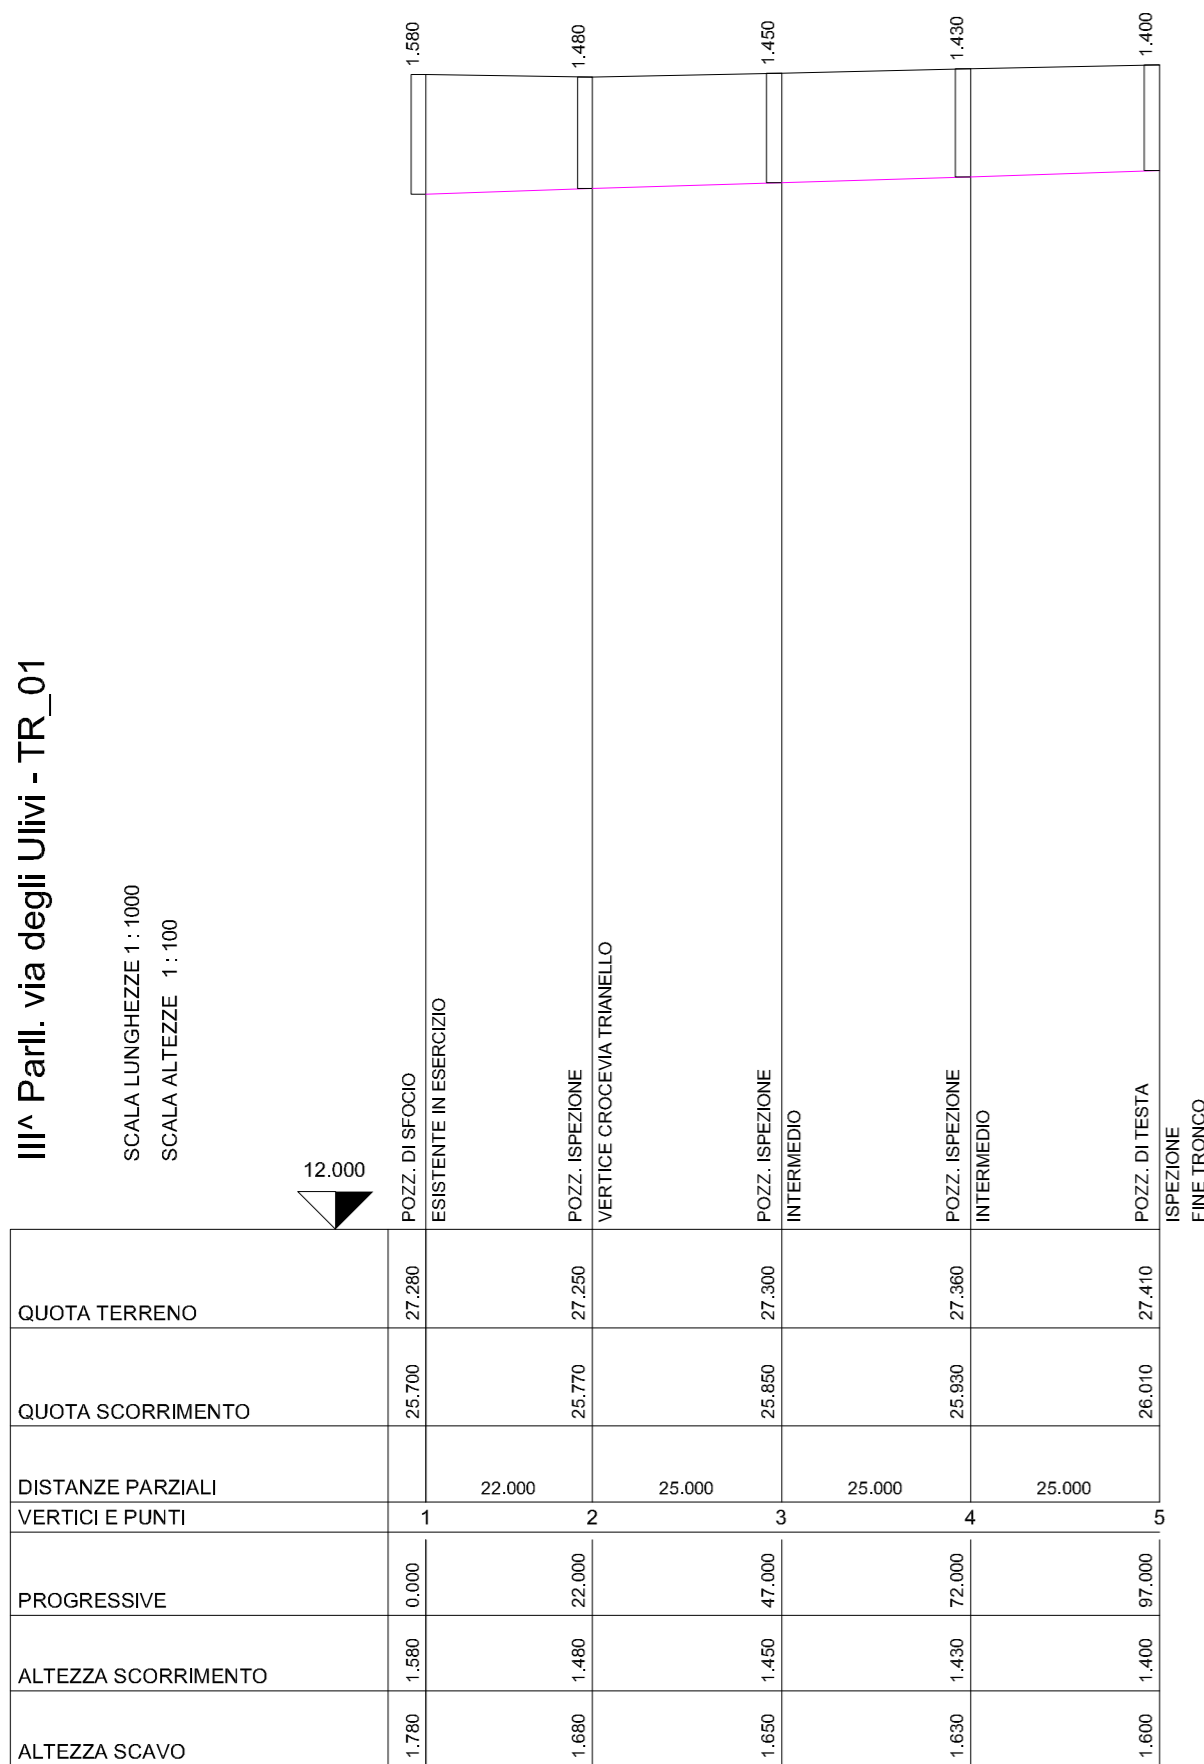 1.580
1.480
1.450
1.430
1.400
III^ Parll. via degli Ulivi - TR_01
SCALA LUNGHEZZE 1 : 1000
SCALA ALTEZZE 1 : 100
12.000
POZZ. DI SFOCIO
ESISTENTE IN ESERCIZIO
POZZ. ISPEZIONE
VERTICE CROCEVIA TRIANELLO
POZZ. ISPEZIONE
INTERMEDIO
POZZ. ISPEZIONE
INTERMEDIO
POZZ. DI TESTA
ISPEZIONE
FINE TRONCO
QUOTA TERRENO 27.280 27.250 27.300 27.360 27.410
QUOTA SCORRIMENTO 25.700 25.770 25.850 25.930 26.010
DISTANZE PARZIALI 22.000 25.000 25.000 25.000
VERTICI E PUNTI 1 2 3 4 5
PROGRESSIVE 0.000 22.000 47.000 72.000 97.000
ALTEZZA SCORRIMENTO 1.580 1.480 1.450 1.430 1.400
ALTEZZA SCAVO 1.780 1.680 1.650 1.630 1.600